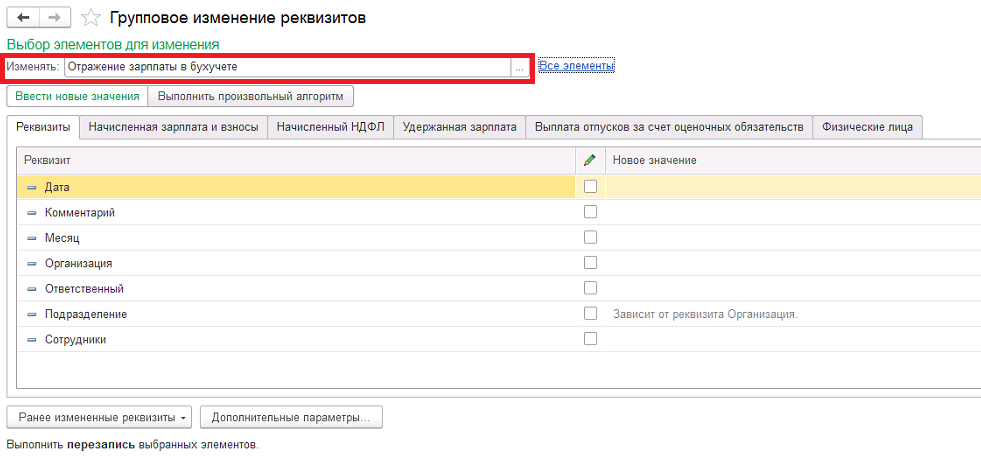 Групповое изменение реквизитов
Выбор элементов для изменения
Изменять: Отражение зарплаты в бухучете ... Все элементы
Ввести новые значения Выполнить произвольный алгоритм
Реквизиты Начисленная зарплата и взносы Начисленный НДФЛ Удержанная зарплата Выплата отпусков за счет оценочных обязательств Физические лица
Реквизит Новое значение
Дата
Комментарий
Месяц
Организация
Ответственный
Подразделение Зависит от реквизита Организация.
Сотрудники
Ранее измененные реквизиты Дополнительные параметры...
Выполнить перезапись выбранных элементов.